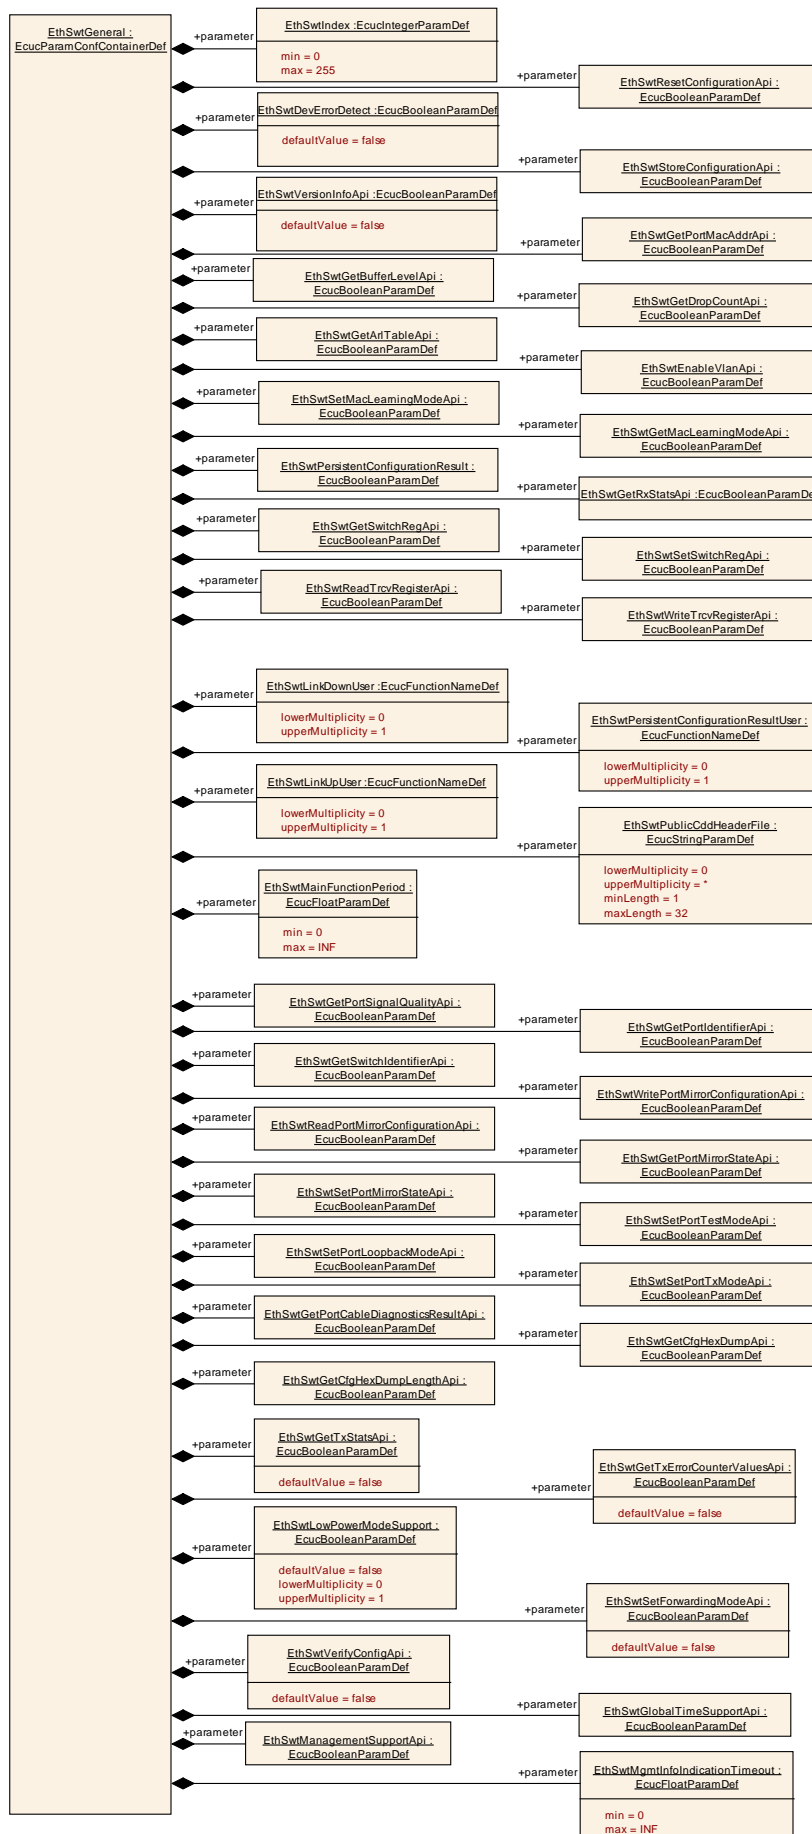 EthSwtGeneral :
EcucParamConfContainerDef
+parameter
EthSwtIndex :EcucIntegerParamDef
min = 0
max = 255
+parameter
EthSwtResetConfigurationApi :
EcucBooleanParamDef
+parameter
EthSwtDevErrorDetect :EcucBooleanParamDef
defaultValue = false
+parameter
EthSwtStoreConfigurationApi :
EcucBooleanParamDef
+parameter
EthSwtVersionInfoApi :EcucBooleanParamDef
defaultValue = false
+parameter
EthSwtGetPortMacAddrApi :
EcucBooleanParamDef
+parameter
EthSwtGetBufferLevelApi :
EcucBooleanParamDef
+parameter
EthSwtGetDropCountApi :
EcucBooleanParamDef
+parameter
EthSwtGetArlTableApi :
EcucBooleanParamDef
+parameter
EthSwtEnableVlanApi :
EcucBooleanParamDef
+parameter
EthSwtSetMacLearningModeApi :
EcucBooleanParamDef
+parameter
EthSwtGetMacLearningModeApi :
EcucBooleanParamDef
+parameter
EthSwtPersistentConfigurationResult :
EcucBooleanParamDef
+parameter
EthSwtGetRxStatsApi :EcucBooleanParamDe
+parameter
EthSwtGetSwitchRegApi :
EcucBooleanParamDef
+parameter
EthSwtSetSwitchRegApi :
EcucBooleanParamDef
+parameter
EthSwtReadTrcvRegisterApi :
EcucBooleanParamDef
+parameter
EthSwtWriteTrcvRegisterApi :
EcucBooleanParamDef
+parameter
EthSwtLinkDownUser :EcucFunctionNameDef
lowerMultiplicity = 0
upperMultiplicity = 1
+parameter
EthSwtPersistentConfigurationResultUser :
EcucFunctionNameDef
lowerMultiplicity = 0
upperMultiplicity = 1
+parameter
EthSwtLinkUpUser :EcucFunctionNameDef
lowerMultiplicity = 0
upperMultiplicity = 1
+parameter
EthSwtPublicCddHeaderFile :
EcucStringParamDef
lowerMultiplicity = 0
upperMultiplicity = *
minLength = 1
maxLength = 32
+parameter
EthSwtMainFunctionPeriod :
EcucFloatParamDef
min = 0
max = INF
+parameter
EthSwtGetPortSignalQualityApi :
EcucBooleanParamDef
+parameter
EthSwtGetPortIdentifierApi :
EcucBooleanParamDef
+parameter
EthSwtGetSwitchIdentifierApi :
EcucBooleanParamDef
+parameter
EthSwtWritePortMirrorConfigurationApi :
EcucBooleanParamDef
+parameter
EthSwtReadPortMirrorConfigurationApi :
EcucBooleanParamDef
+parameter
EthSwtGetPortMirrorStateApi :
EcucBooleanParamDef
+parameter
EthSwtSetPortMirrorStateApi :
EcucBooleanParamDef
+parameter
EthSwtSetPortTestModeApi :
EcucBooleanParamDef
+parameter
EthSwtSetPortLoopbackModeApi :
EcucBooleanParamDef
+parameter
EthSwtSetPortTxModeApi :
EcucBooleanParamDef
+parameter
EthSwtGetPortCableDiagnosticsResultApi :
EcucBooleanParamDef
+parameter
EthSwtGetCfgHexDumpApi :
EcucBooleanParamDef
+parameter
EthSwtGetCfgHexDumpLengthApi :
EcucBooleanParamDef
+parameter
EthSwtGetTxStatsApi :
EcucBooleanParamDef
defaultValue = false
+parameter
EthSwtGetTxErrorCounterValuesApi :
EcucBooleanParamDef
defaultValue = false
+parameter
EthSwtLowPowerModeSupport :
EcucBooleanParamDef
defaultValue = false
lowerMultiplicity = 0
upperMultiplicity = 1
+parameter
EthSwtSetForwardingModeApi :
EcucBooleanParamDef
defaultValue = false
+parameter
EthSwtVerifyConfigApi :
EcucBooleanParamDef
defaultValue = false
+parameter
EthSwtGlobalTimeSupportApi :
EcucBooleanParamDef
+parameter
EthSwtManagementSupportApi :
EcucBooleanParamDef
+parameter
EthSwtMgmtInfoIndicationTimeout :
EcucFloatParamDef
min = 0
max = INF